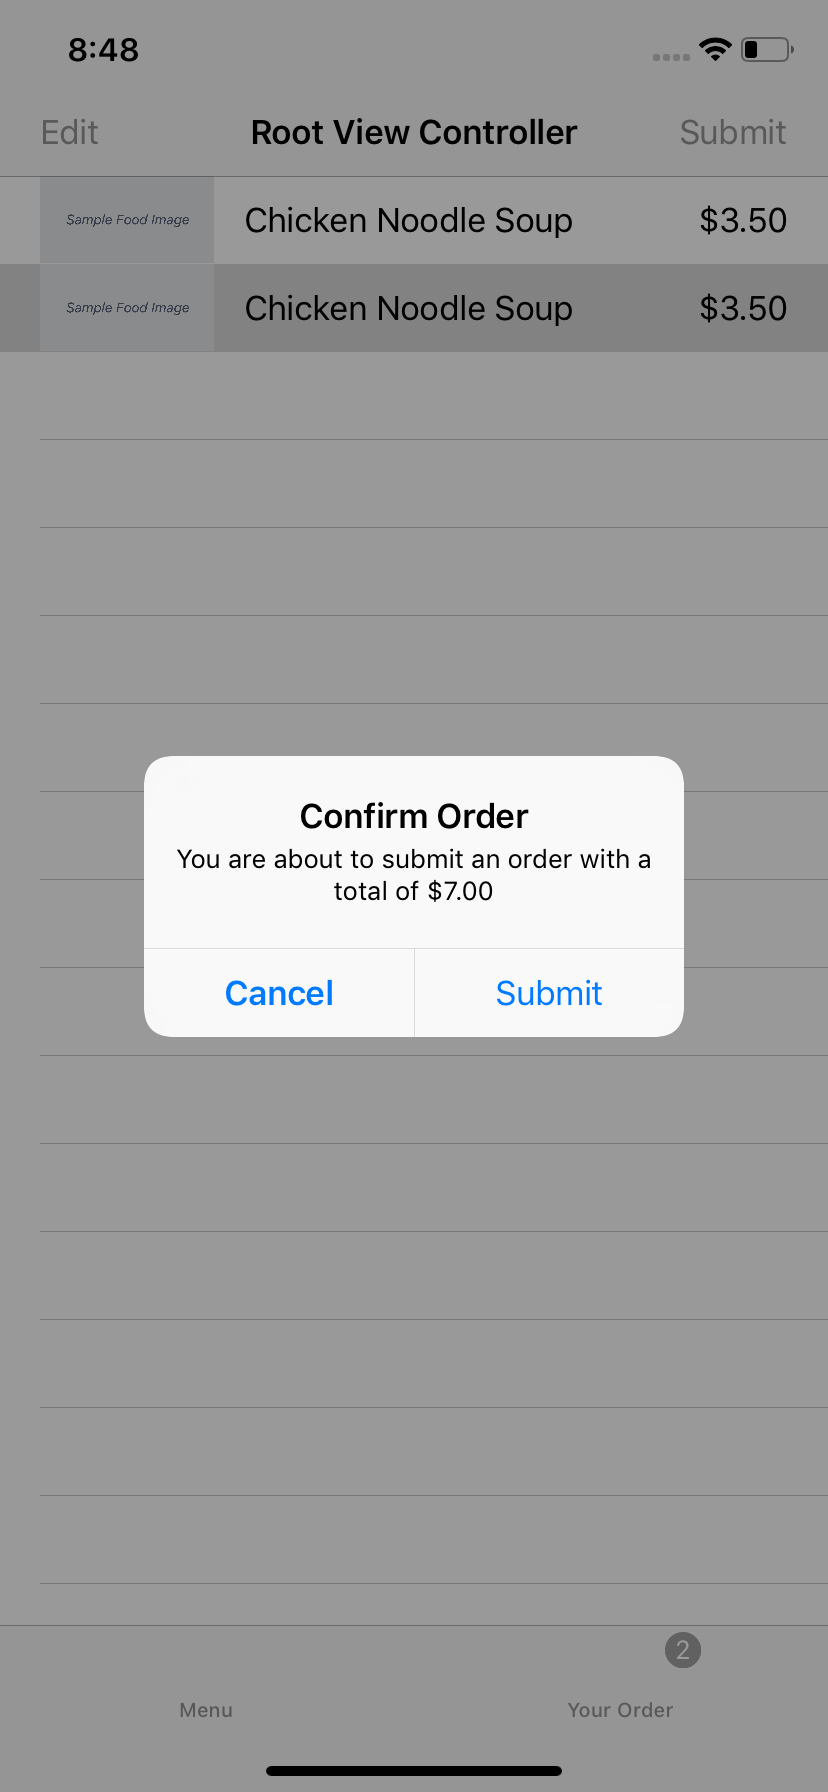 8:48
Edit Root View Controller Submit
Sample Food Image Chicken Noodle Soup $3.50
Sample Food Image Chicken Noodle Soup $3.50
Confirm Order
You are about to submit an order with a
total of $7.00
Cancel Submit
2
Menu Your Order